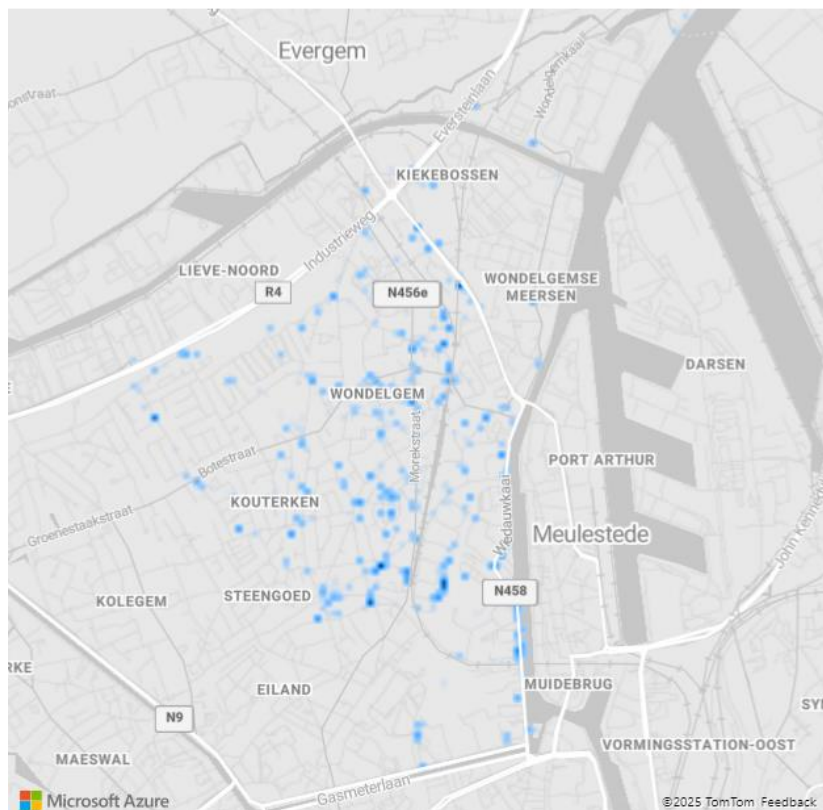 Evergem
Eversteinlaan
Wondelgemkaai
KIEKEBOSSEN
Industrieweg
LIEVE-NOORD
R4
N456e
WONDELGEMSE
MEERSEN
DARSEN
WONDELGEM
Morekstraat
Botestraat
PORT ARTHUR
KOUTERKEN
Groenestaakstraat
Wiedauwkaai
Meulestede
STEENGOED
KOLEGEM
N458
EILAND
MUIDEBRUG
N9
MAESWAL
VORMINGSSTATION-OOST
Gasmeterlaan
Microsoft Azure
©2025 TomTom Feedback